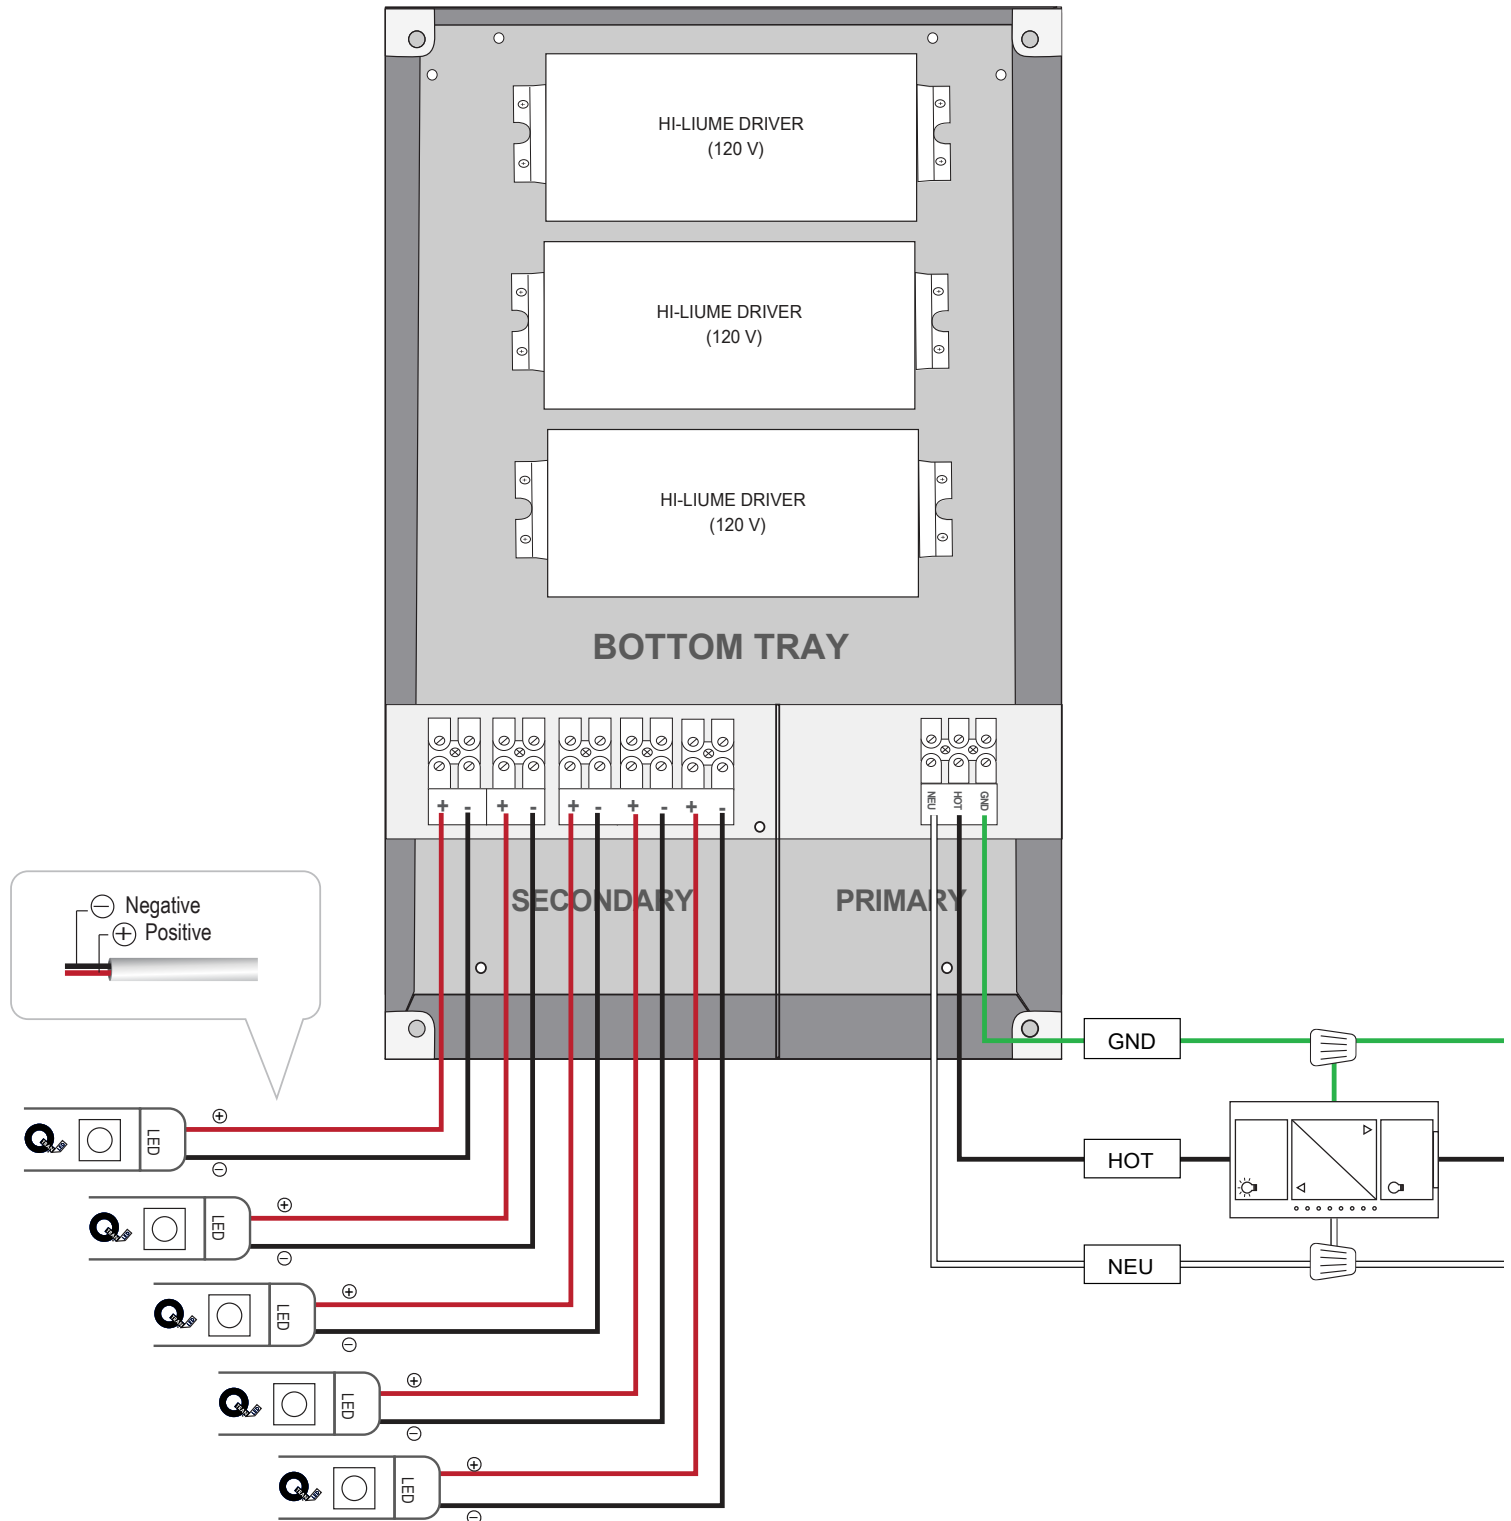 HI-LIUME DRIVER
(120 V)
HI-LIUME DRIVER
(120 V)
HI-LIUME DRIVER
(120 V)
BOTTOM TRAY
+ - + - + - + - + -
NEU HOT GND
SECONDARY
PRIMARY
Negative
Positive
GND
HOT
NEU
LED
LED
LED
LED
LED